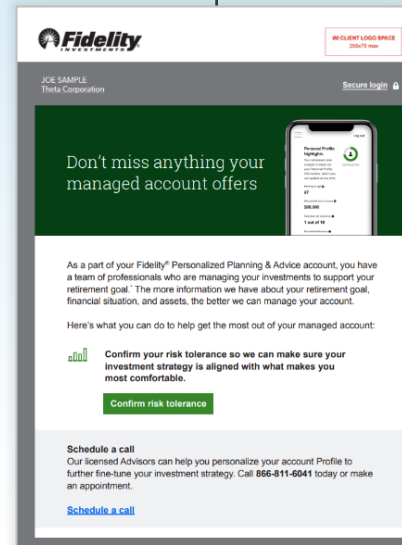 Fidelity
INVESTMENTS
WI CLIENT LOGO SPACE
200x75 max
JOE SAMPLE
Theta Corporation
Secure login
Don’t miss anything your
managed account offers
Log out
Personal Profile
Highlights
67
$80,000
1 out of 10
As a part of your Fidelity® Personalized Planning & Advice account, you have
a team of professionals who are managing your investments to support your
retirement goal.* The more information we have about your retirement goal,
financial situation, and assets, the better we can manage your account.
Here’s what you can do to help get the most out of your managed account:
Confirm your risk tolerance so we can make sure your
investment strategy is aligned with what makes you
most comfortable.
Confirm risk tolerance
Schedule a call
Our licensed Advisors can help you personalize your account Profile to
further fine-tune your investment strategy. Call 866-811-6041 today or make
an appointment.
Schedule a call